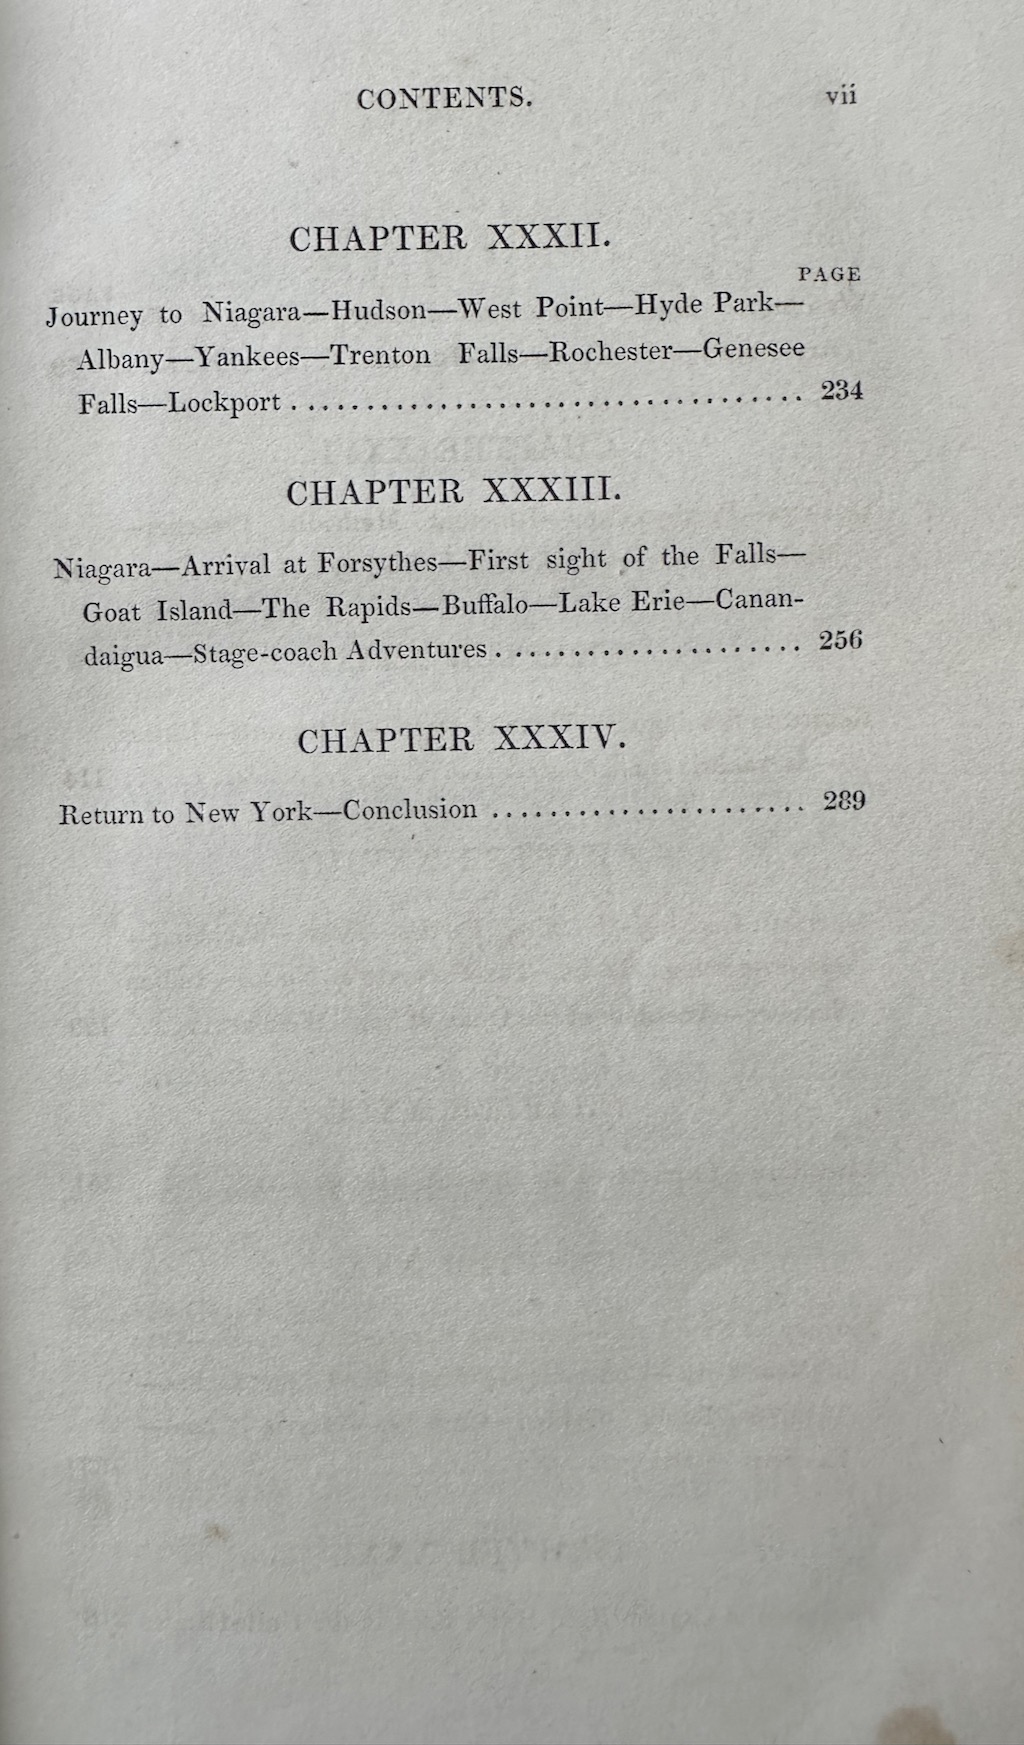 CONTENTS. vii
CHAPTER XXXII.
PAGE
Journey to Niagara—Hudson—West Point—Hyde Park—
Albany—Yankees—Trenton Falls—Rochester—Genesee
Falls—Lockport .................................. 234
CHAPTER XXXIII.
Niagara—Arrival at Forsythes—First sight of the Falls—
Goat Island—The Rapids—Buffalo—Lake Erie—Canan-
daigua—Stage-coach Adventures ..................... 256
CHAPTER XXXIV.
Return to New York—Conclusion ...................... 289